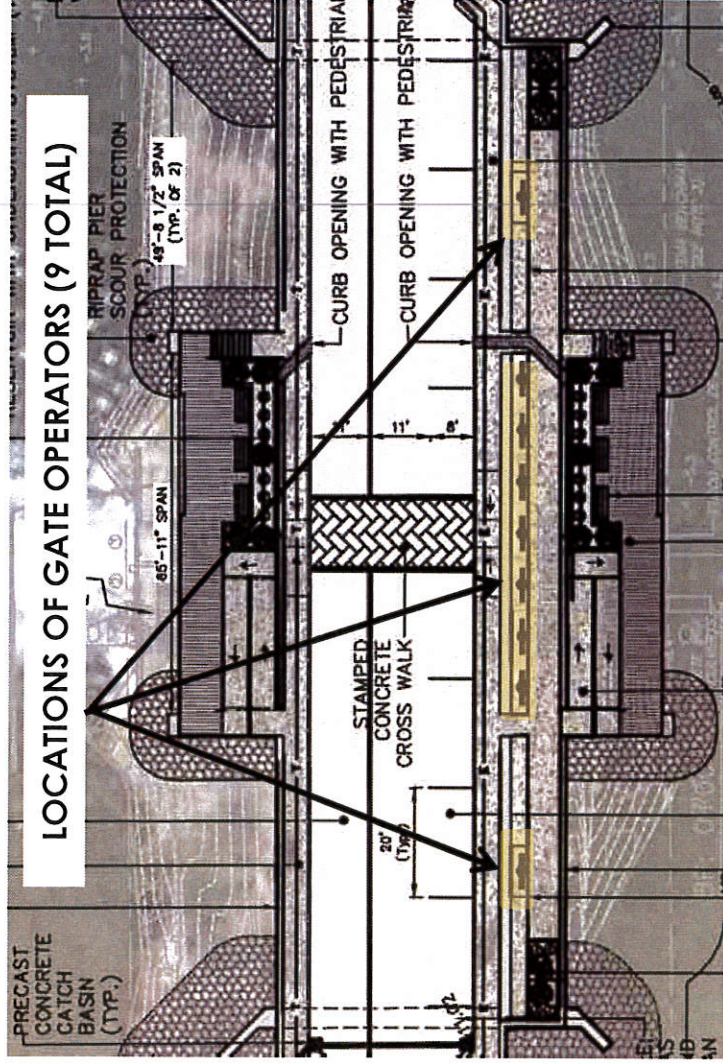 LOCATIONS OF GATE OPERATORS (9 TOTAL)
RIPRAP PIER
SCOUR PROTECTION
(TYP.)
49'-8 1/2" SPAN
(TYP. OF 2)
85'-11" SPAN
CURB OPENING WITH PEDESTRIA
CURB OPENING WITH PEDESTRIA
11'
8'
STAMPED
CONCRETE
CROSS WALK
20'
(TYP.)
PRECAST
CONCRETE
CATCH
BASIN
(TYP.)